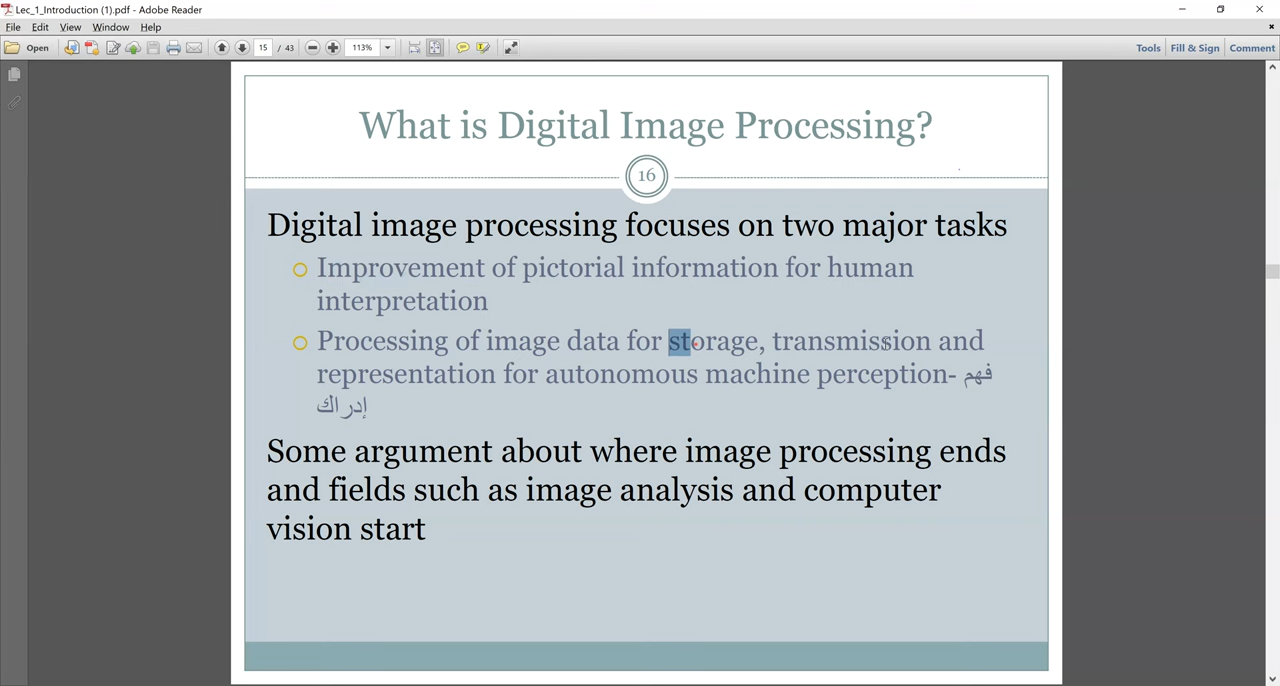 Lec_1_Introduction (1).pdf - Adobe Reader
File Edit View Window Help
Open 15 / 43 113% Tools Fill & Sign Comment
What is Digital Image Processing?
16
Digital image processing focuses on two major tasks
Improvement of pictorial information for human
interpretation
Processing of image data for storage, transmission and
representation for autonomous machine perception- فهم
إدراك
Some argument about where image processing ends
and fields such as image analysis and computer
vision start